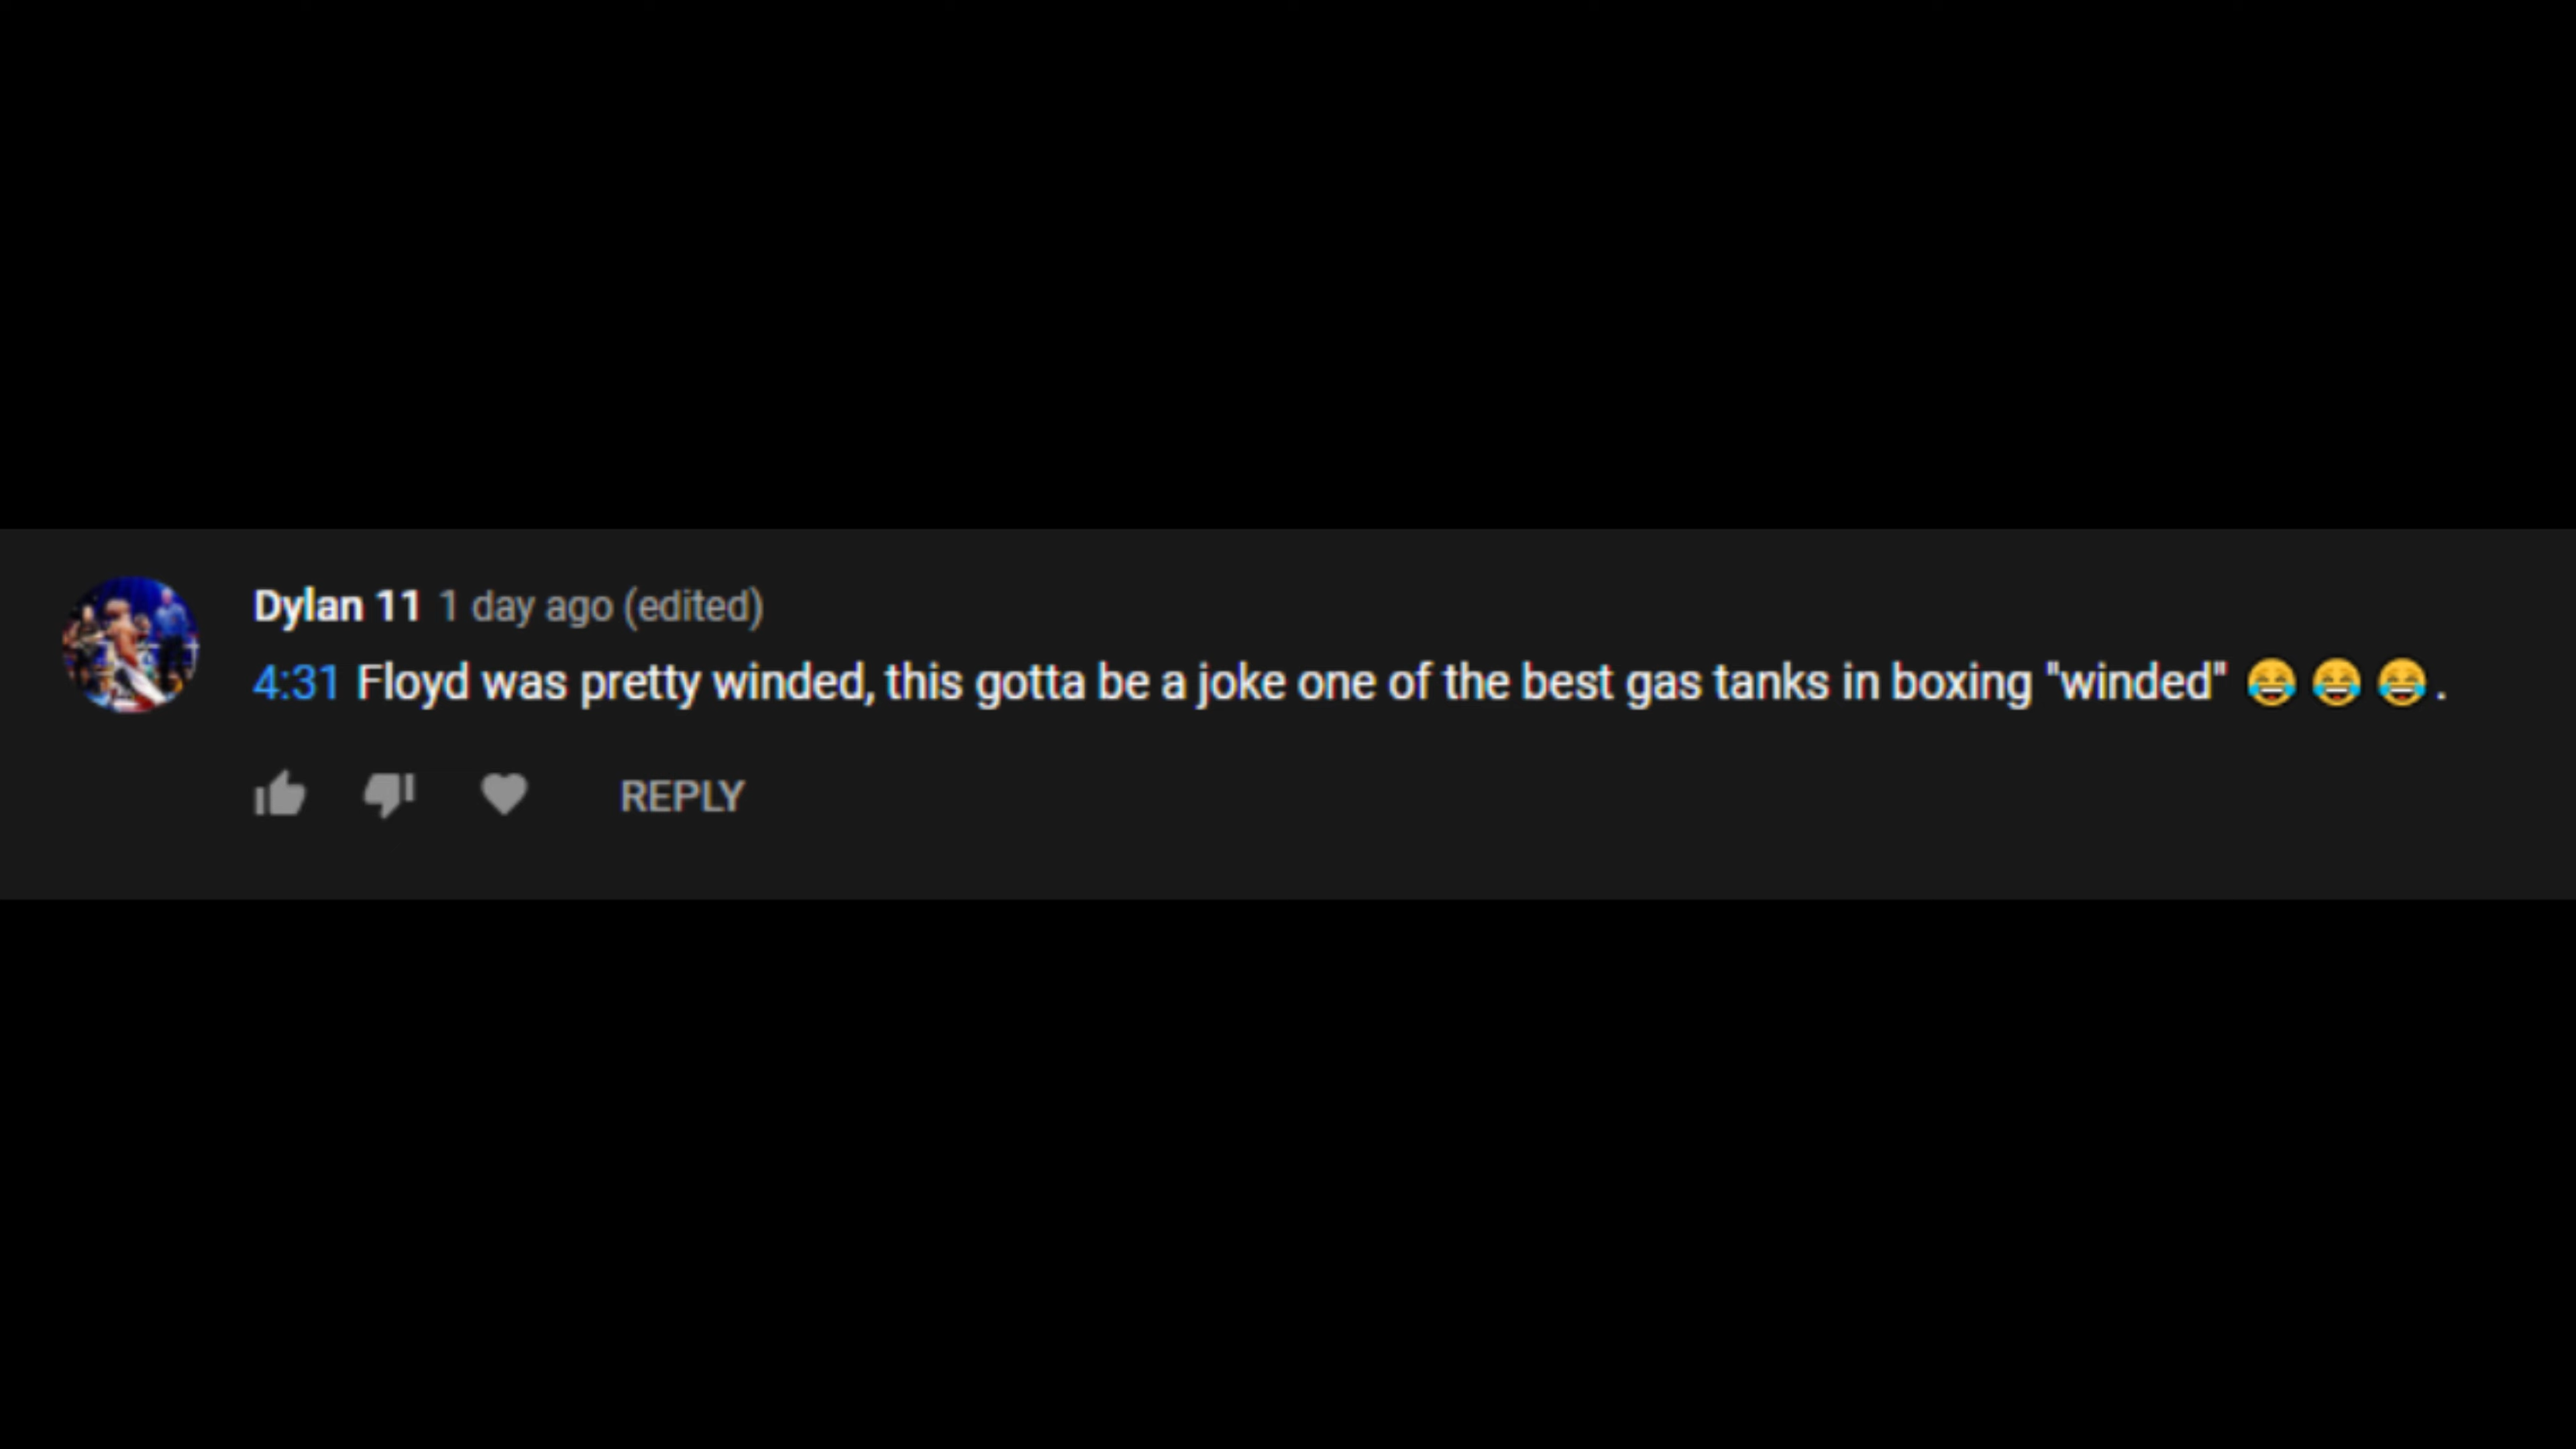 Dylan 11 1 day ago (edited)
4:31 Floyd was pretty winded, this gotta be a joke one of the best gas tanks in boxing "winded" 😂😂😂.
REPLY